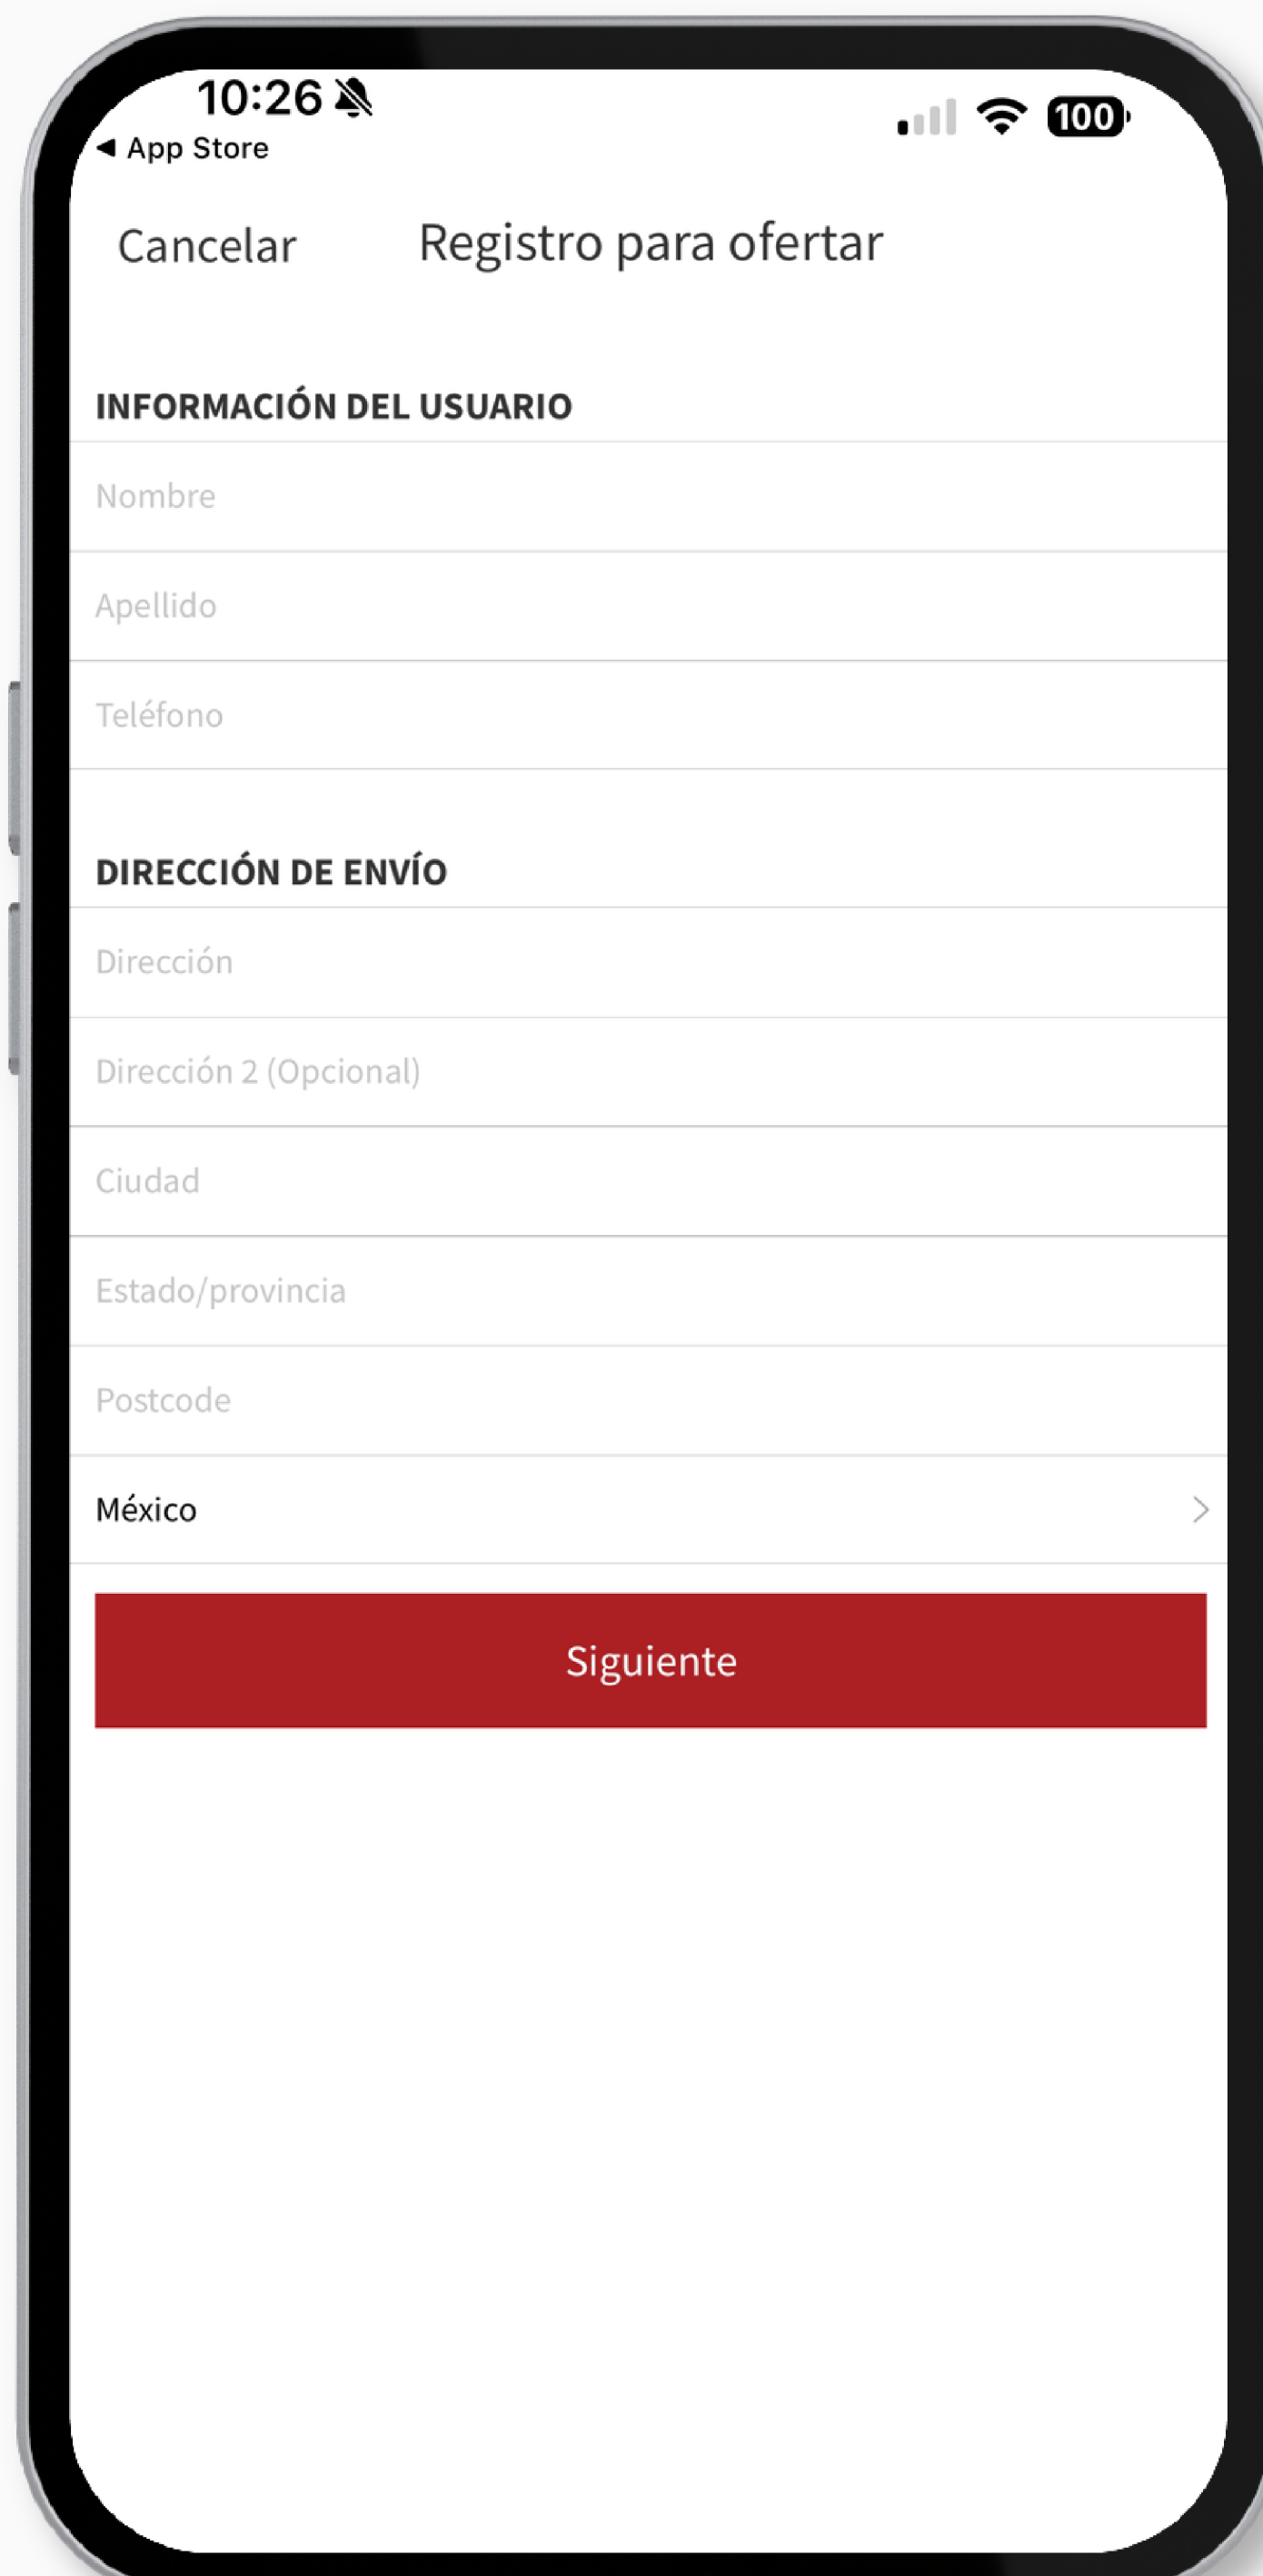 10:26
◀ App Store
100
Cancelar
Registro para ofertar
INFORMACIÓN DEL USUARIO
Nombre
Apellido
Teléfono
DIRECCIÓN DE ENVÍO
Dirección
Dirección 2 (Opcional)
Ciudad
Estado/provincia
Postcode
México
Siguiente